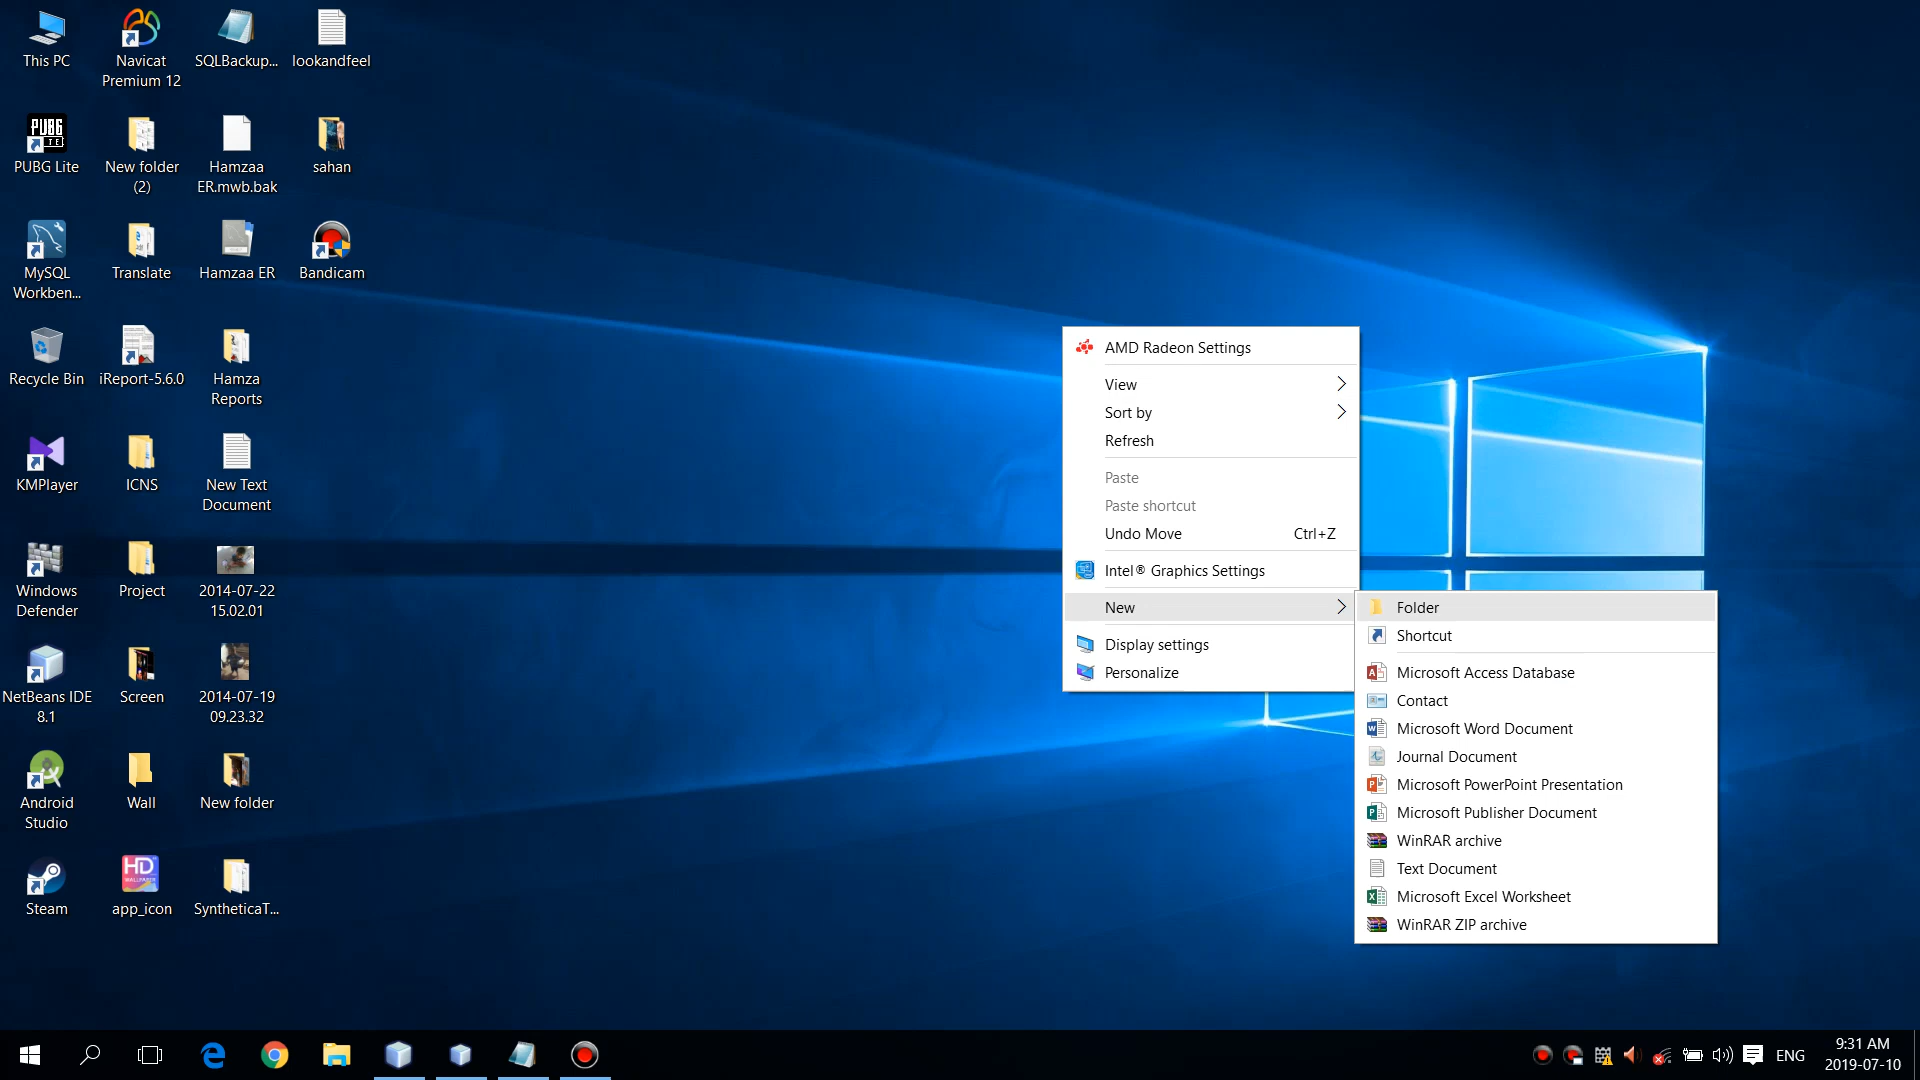 This PC
Navicat
Premium 12
SQLBackup...
lookandfeel
PUBG
PUBG Lite
New folder
(2)
Hamzaa
ER.mwb.bak
sahan
MySQL
Workben...
Translate
Hamzaa ER
Bandicam
Recycle Bin
iReport-5.6.0
Hamza
Reports
KMPlayer
ICNS
New Text
Document
Windows
Defender
Project
2014-07-22
15.02.01
NetBeans IDE
8.1
Screen
2014-07-19
09.23.32
Android
Studio
Wall
New folder
Steam
HD
WALLPAPER
app_icon
SyntheticaT...
AMD Radeon Settings
View
Sort by
Refresh
Paste
Paste shortcut
Undo Move Ctrl+Z
Intel® Graphics Settings
New
Display settings
Personalize
Folder
Shortcut
Microsoft Access Database
Contact
Microsoft Word Document
Journal Document
Microsoft PowerPoint Presentation
Microsoft Publisher Document
WinRAR archive
Text Document
Microsoft Excel Worksheet
WinRAR ZIP archive
ENG
9:31 AM
2019-07-10